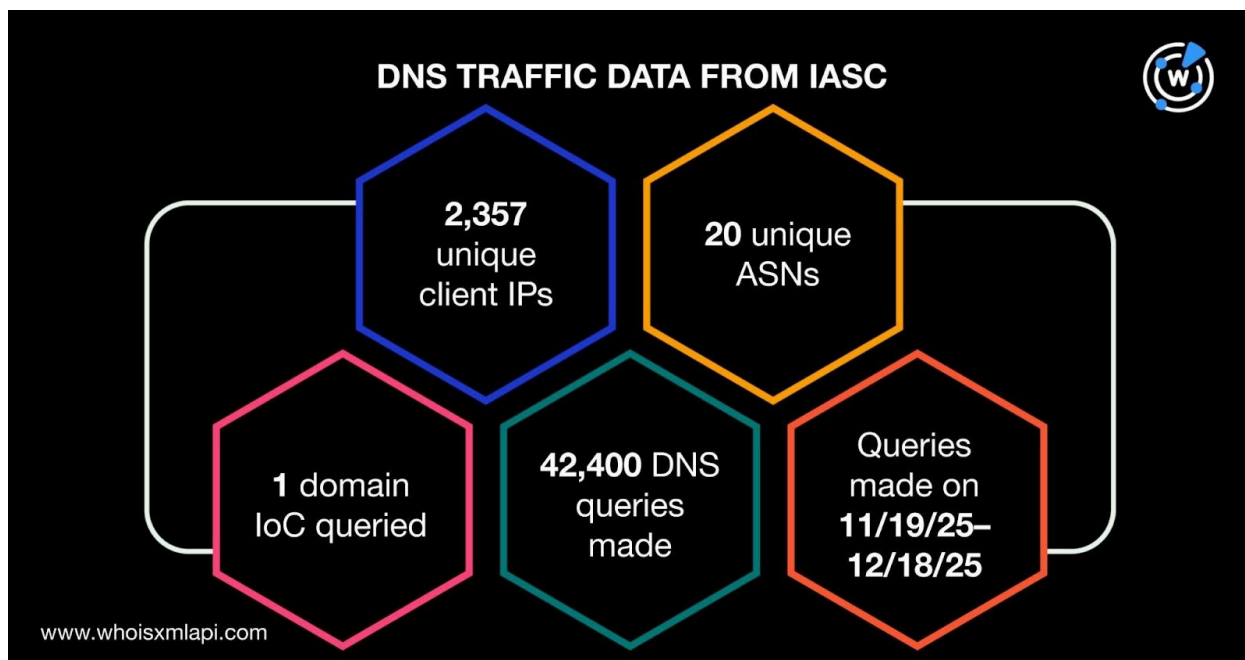 DNS TRAFFIC DATA FROM IASC
W
2,357
unique
client IPs
20 unique
ASNs
1 domain
IoC queried
42,400 DNS
queries
made
Queries
made on
11/19/25–
12/18/25
www.whoisxmlapi.com